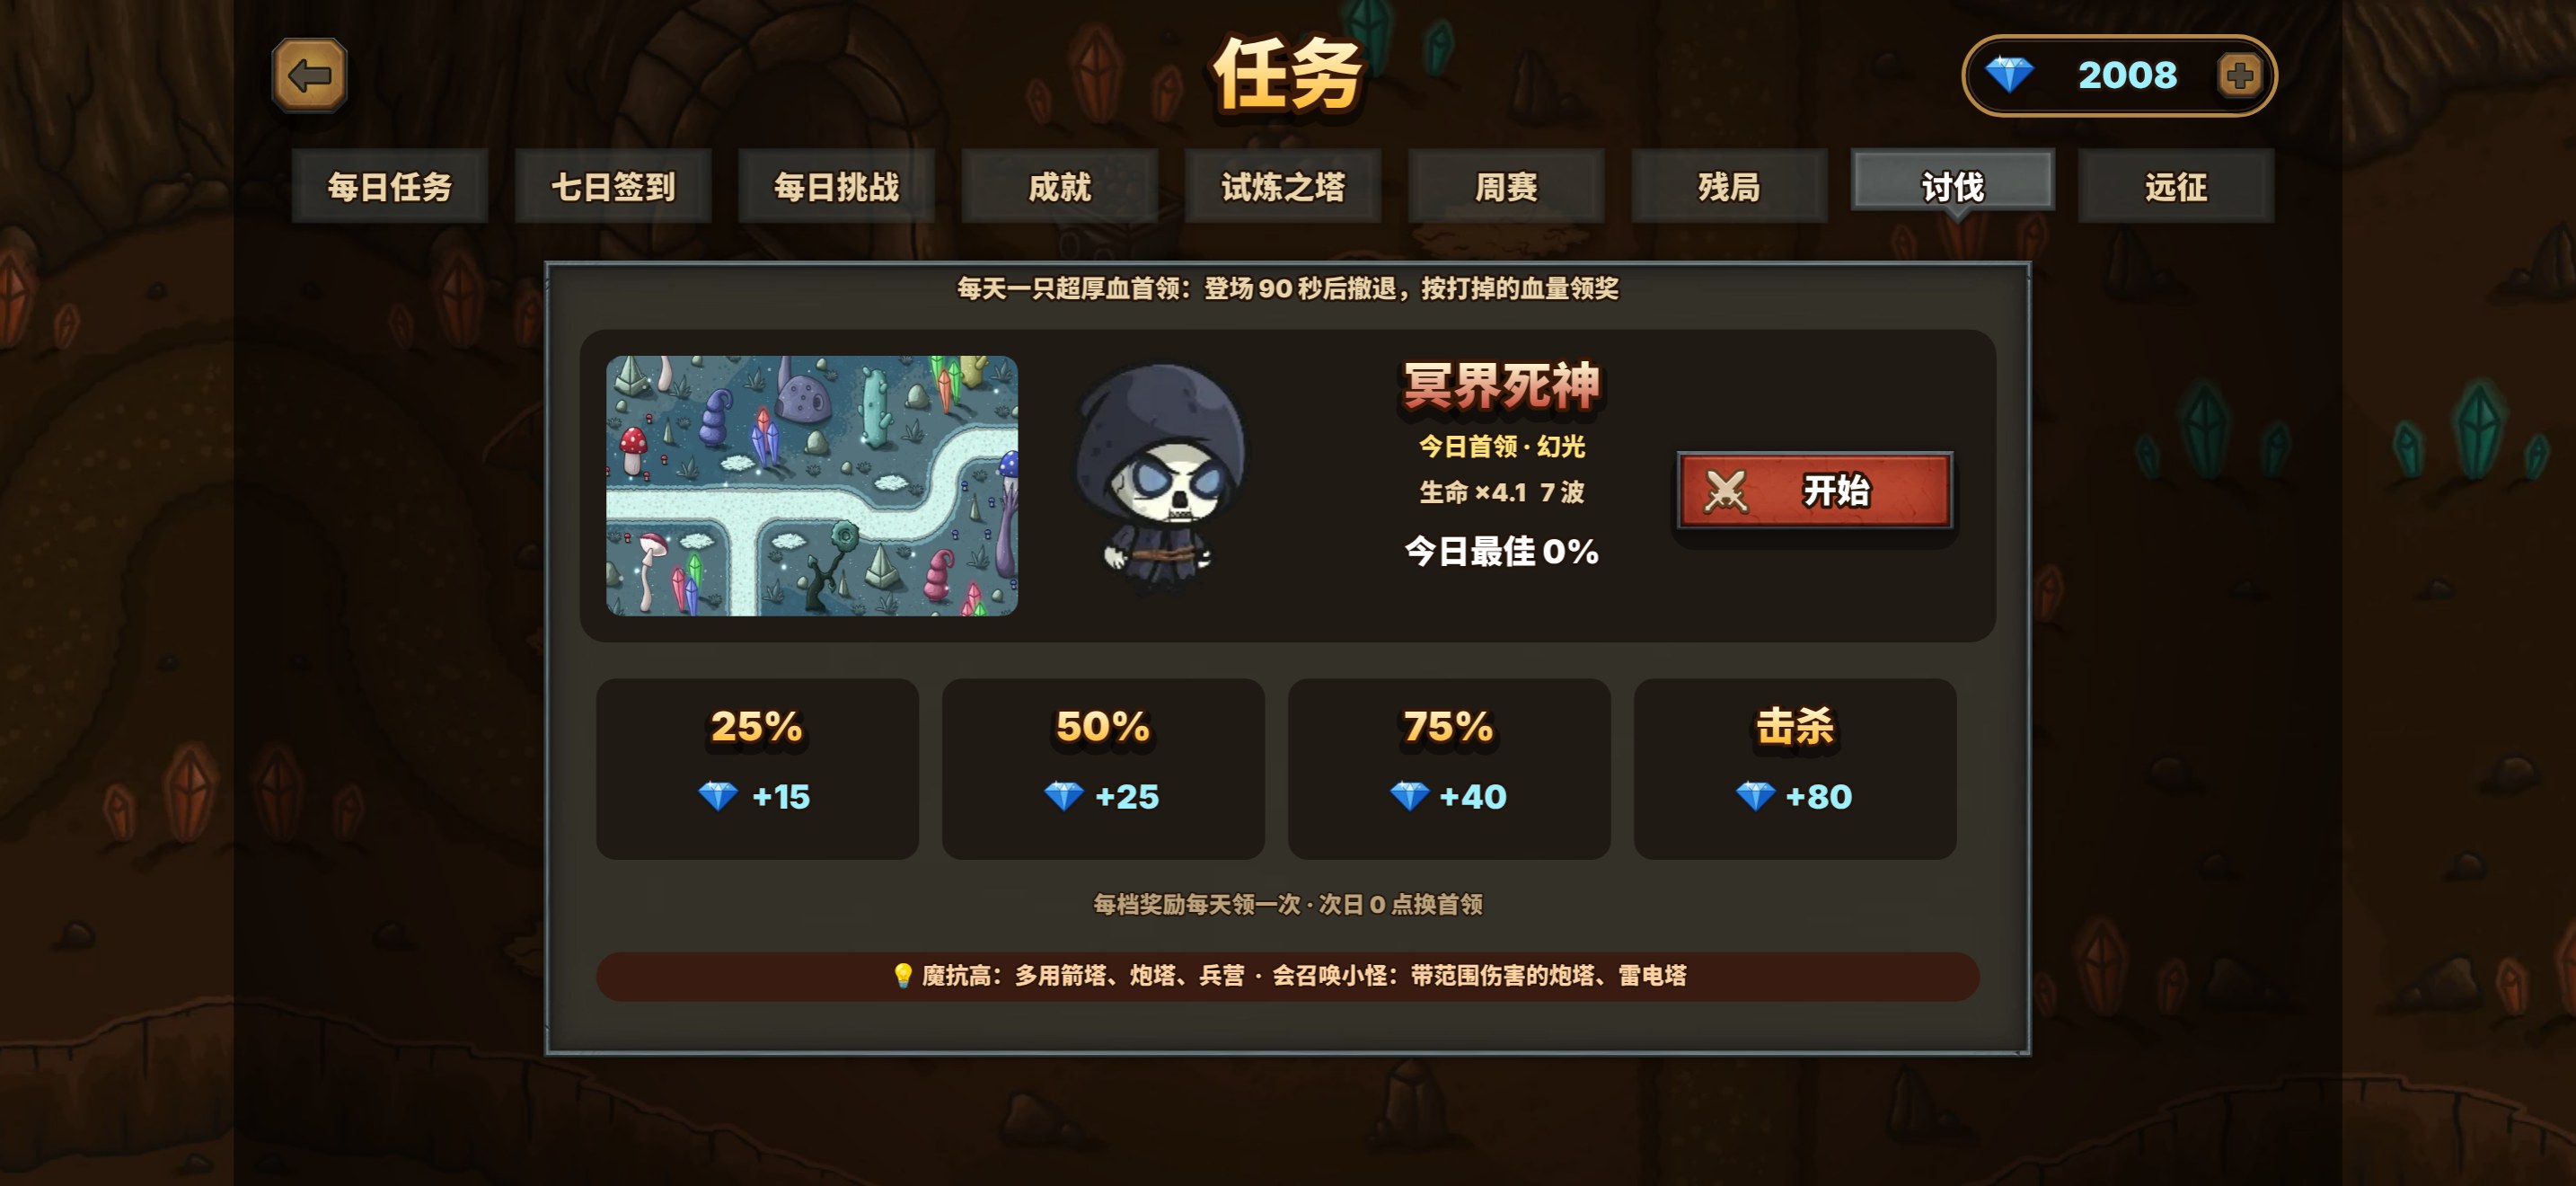 任务
2008
每日任务
七日签到
每日挑战
成就
试炼之塔
周赛
残局
讨伐
远征
每天一只超厚血首领：登场 90 秒后撤退，按打掉的血量领奖
冥界死神
今日首领 · 幻光
生命 ×4.1 7 波
今日最佳 0%
开始
25%
+15
50%
+25
75%
+40
击杀
+80
每档奖励每天领一次 · 次日 0 点换首领
魔抗高：多用箭塔、炮塔、兵营 · 会召唤小怪：带范围伤害的炮塔、雷电塔